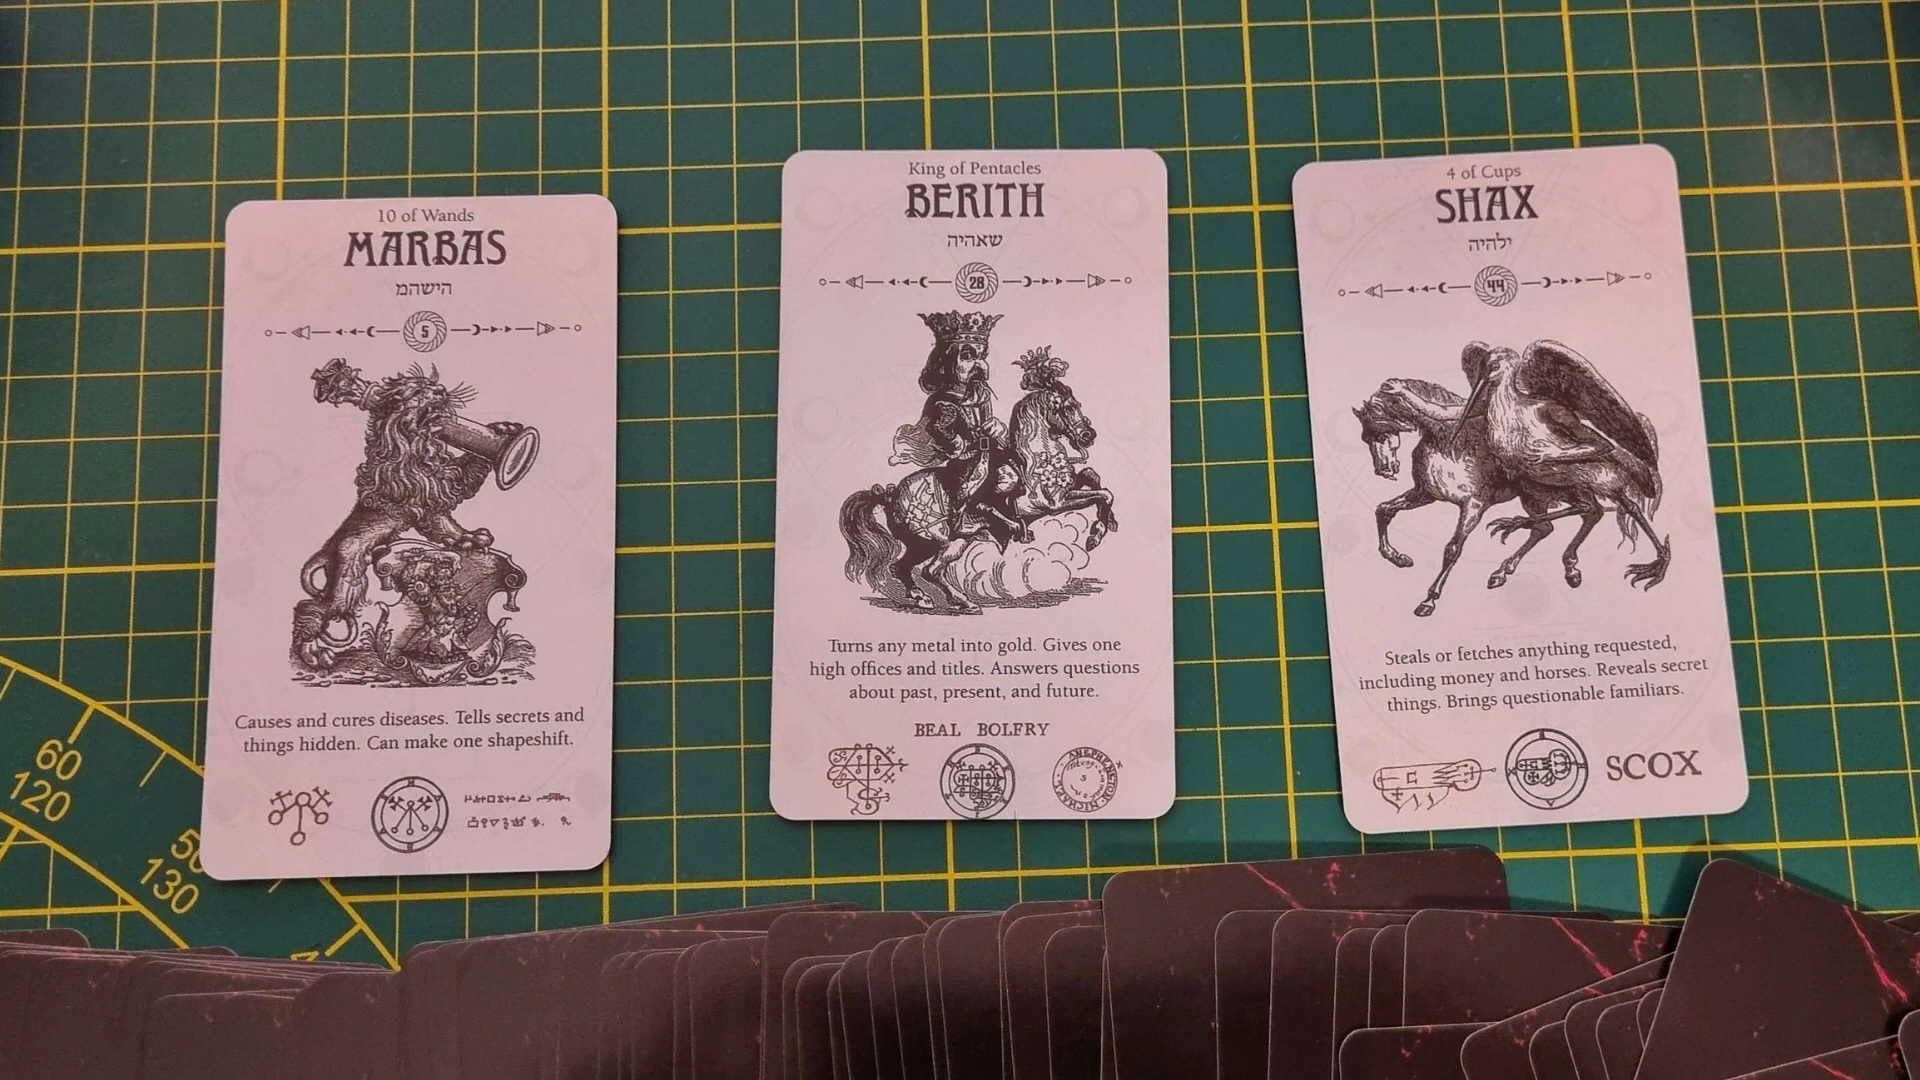 10 of Wands
MARBAS
הישהמ
5
Causes and cures diseases. Tells secrets and
things hidden. Can make one shapeshift.
King of Pentacles
BERITH
שאהיה
28
Turns any metal into gold. Gives one
high offices and titles. Answers questions
about past, present, and future.
BEAL BOLFRY
4 of Cups
SHAX
ילהיה
44
Steals or fetches anything requested,
including money and horses. Reveals secret
things. Brings questionable familiars.
SCOX
60
120
50
130